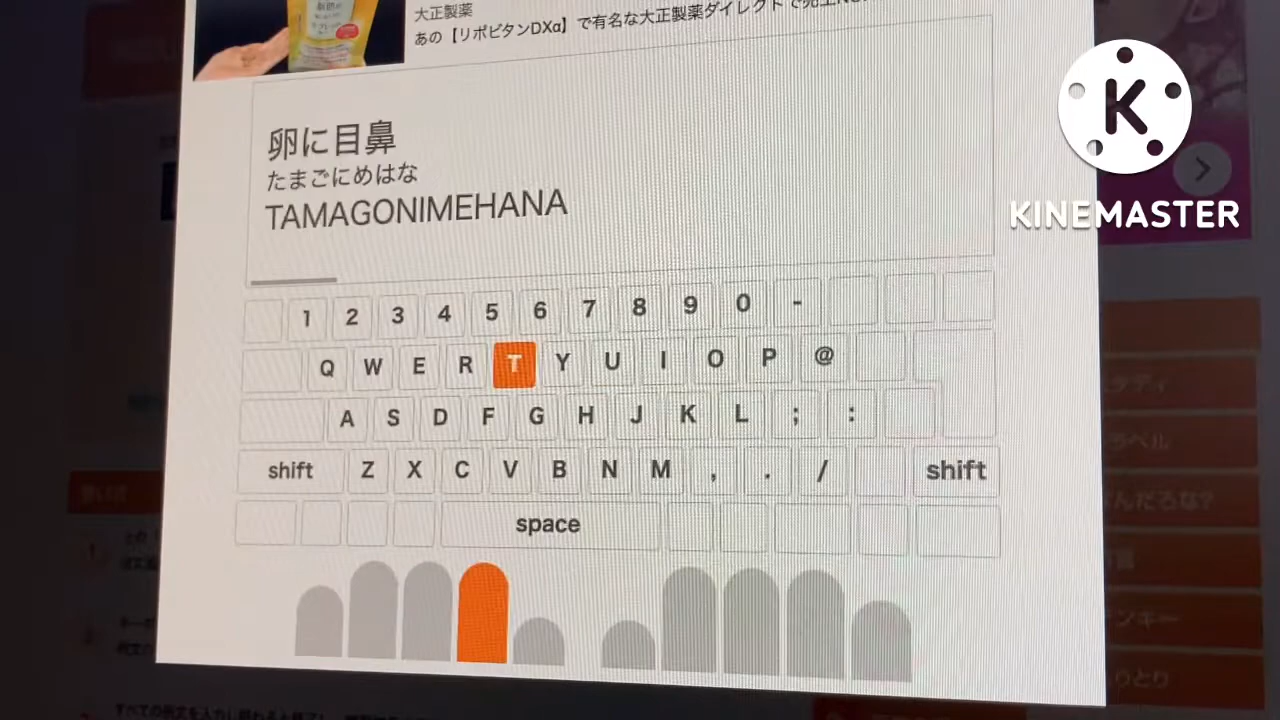 大正製薬
あの【リポビタンDXα】で有名な大正製薬ダイレクト
K
KINEMASTER
卵に目鼻
たまごにめはな
TAMAGONIMEHANA
1 2 3 4 5 6 7 8 9 0 -
Q W E R T Y U I O P @
A S D F G H J K L ; :
shift Z X C V B N M , . / shift
space